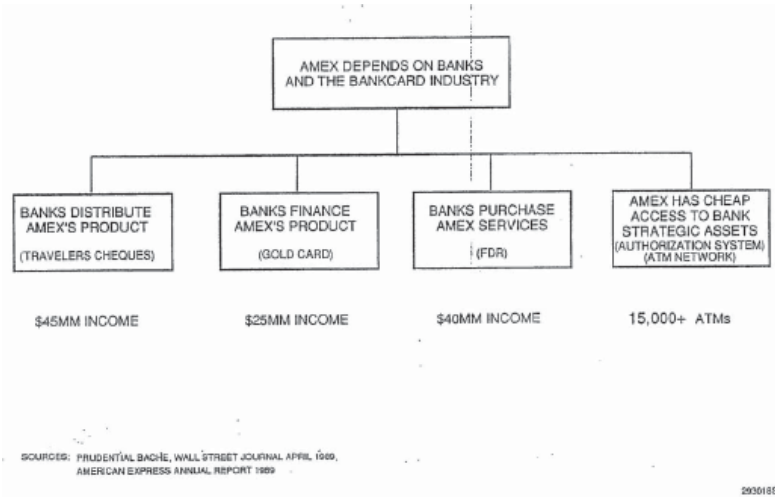 AMEX DEPENDS ON BANKS
AND THE BANKCARD INDUSTRY
BANKS DISTRIBUTE
AMEX'S PRODUCT
(TRAVELERS CHEQUES)
BANKS FINANCE
AMEX'S PRODUCT
(GOLD CARD)
BANKS PURCHASE
AMEX SERVICES
(FDR)
AMEX HAS CHEAP
ACCESS TO BANK
STRATEGIC ASSETS
(AUTHORIZATION SYSTEM)
(ATM NETWORK)
$45MM INCOME
$25MM INCOME
$40MM INCOME
15,000+ ATMs
SOURCES: PRUDENTIAL BACHE, WALL STREET JOURNAL APRIL 1989,
AMERICAN EXPRESS ANNUAL REPORT 1989